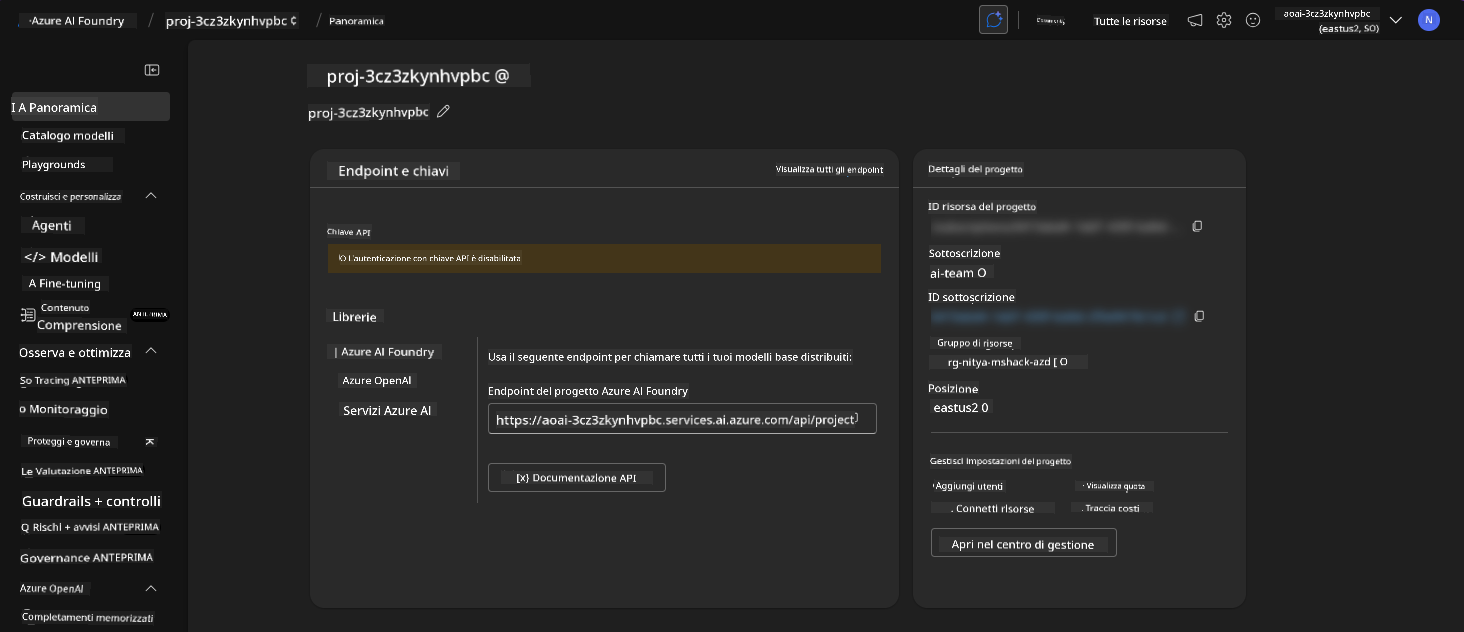 Azure AI Foundry / proj-3cz3zkynhvpbc / Panoramica
Tutte le risorse
aoai-3cz3zkynhvpbc
(eastus2, SO)
N
I A Panoramica
Catalogo modelli
Playgrounds
Costruisci e personalizza
Agenti
</> Modelli
A Fine-tuning
Contenuto
Comprensione
ANTEPRIMA
Osserva e ottimizza
So Tracing ANTEPRIMA
o Monitoraggio
Proteggi e governa
Le Valutazione ANTEPRIMA
Guardrails + controlli
Q Rischi + avvisi ANTEPRIMA
Governance ANTEPRIMA
Azure OpenAI
Completamenti memorizzati
proj-3cz3zkynhvpbc @
proj-3cz3zkynhvpbc
Endpoint e chiavi
Visualizza tutti gli endpoint
Chiave API
L'autenticazione con chiave API è disabilitata
Librerie
| Azure AI Foundry
Azure OpenAI
Servizi Azure AI
Usa il seguente endpoint per chiamare tutti i tuoi modelli base distribuiti:
Endpoint del progetto Azure AI Foundry
https://aoai-3cz3zkynhvpbc.services.ai.azure.com/api/project
[x} Documentazione API
Dettagli del progetto
ID risorsa del progetto
Sottoscrizione
ai-team O
ID sottoscrizione
Gruppo di risorse
rg-nitya-mshack-azd [ O
Posizione
eastus2 0
Gestisci impostazioni del progetto
Aggiungi utenti
Visualizza quota
. Connetti risorse
. Traccia costi
Apri nel centro di gestione